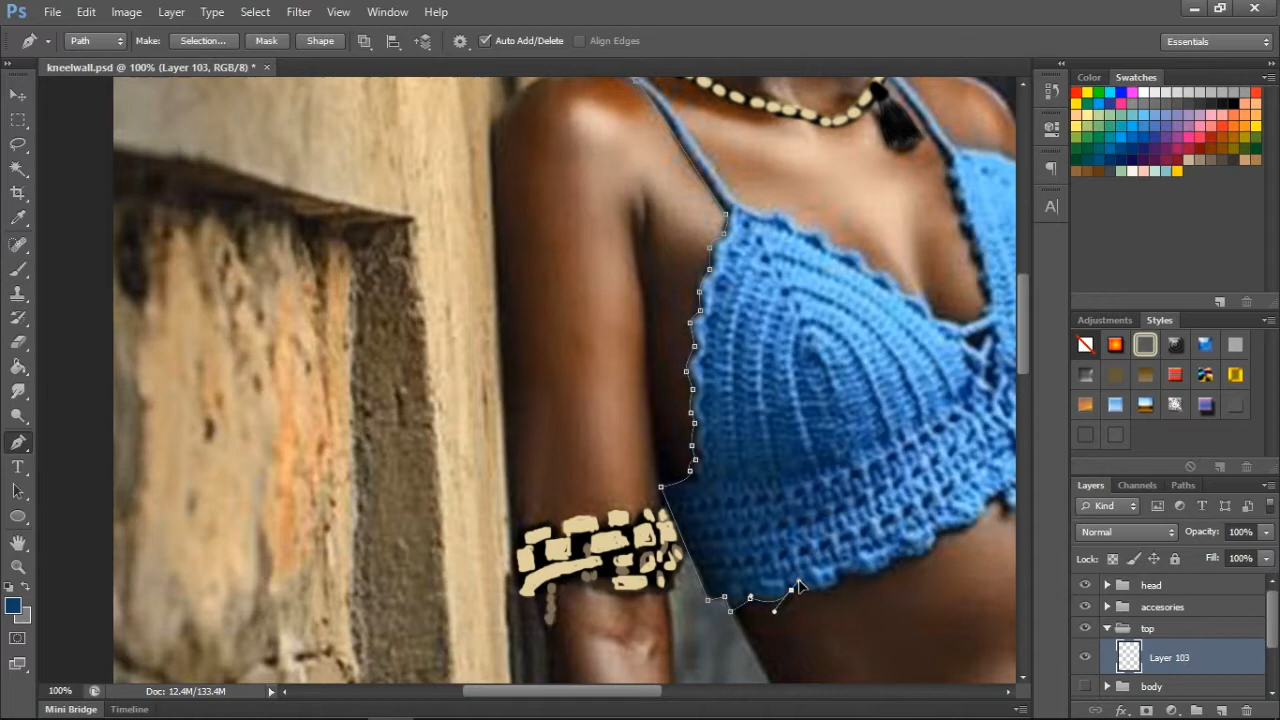 Ps File Edit Image Layer Type Select Filter View Window Help
Path Make: Selection... Mask Shape Auto Add/Delete Align Edges Essentials
kneelwall.psd @ 100% (Layer 103, RGB/8) * ×
Color Swatches
Adjustments Styles
Layers Channels Paths
Kind
Normal Opacity: 100%
Lock: Fill: 100%
head
accesories
top
Layer 103
body
100% Doc: 12.4M/133.4M
Mini Bridge Timeline